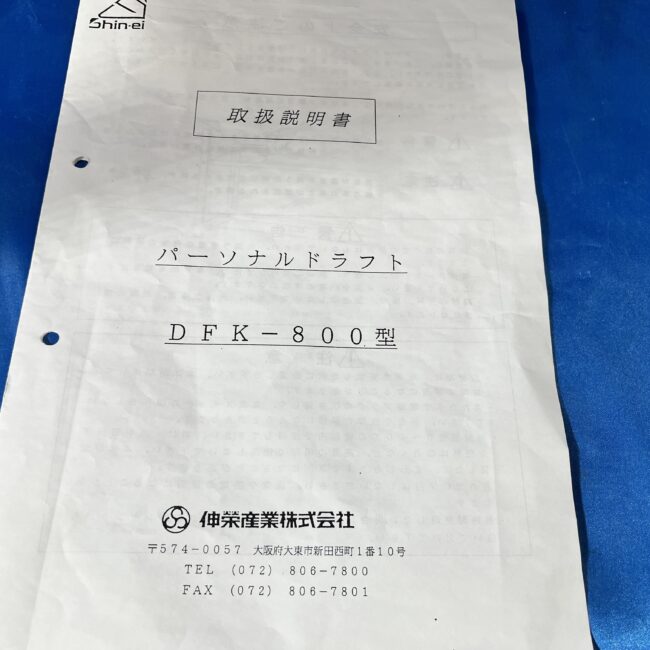 Shin-ei
取扱説明書
パーソナルドラフト
DFK－800型
伸榮産業株式会社
〒574-0057 大阪府大東市新田西町1番10号
TEL (072) 806-7800
FAX (072) 806-7801